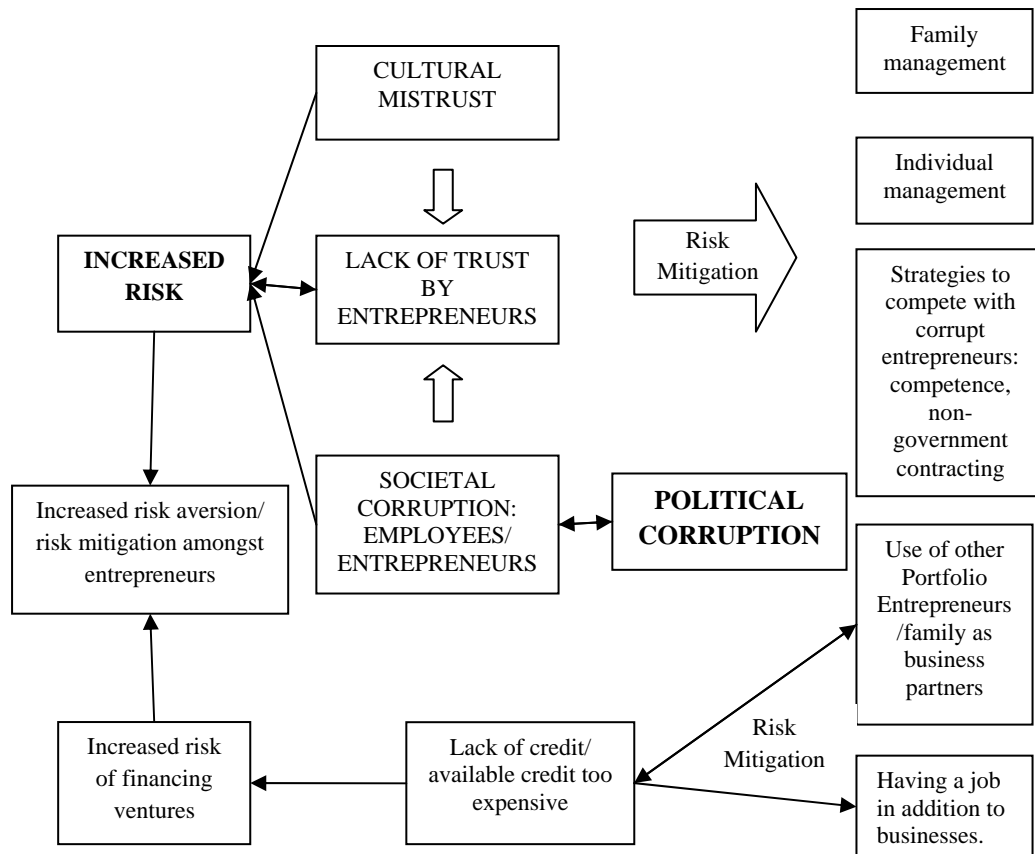 Family
management
CULTURAL
MISTRUST
Individual
management
Risk
Mitigation
INCREASED
RISK
LACK OF TRUST
BY
ENTREPRENEURS
Strategies to
compete with
corrupt
entrepreneurs:
competence,
non-
government
contracting
SOCIETAL
CORRUPTION:
EMPLOYEES/
ENTREPRENEURS
POLITICAL
CORRUPTION
Increased risk aversion/
risk mitigation amongst
entrepreneurs
Use of other
Portfolio
Entrepreneurs
/family as
business
partners
Increased risk
of financing
ventures
Lack of credit/
available credit too
expensive
Risk
Mitigation
Having a job
in addition to
businesses.